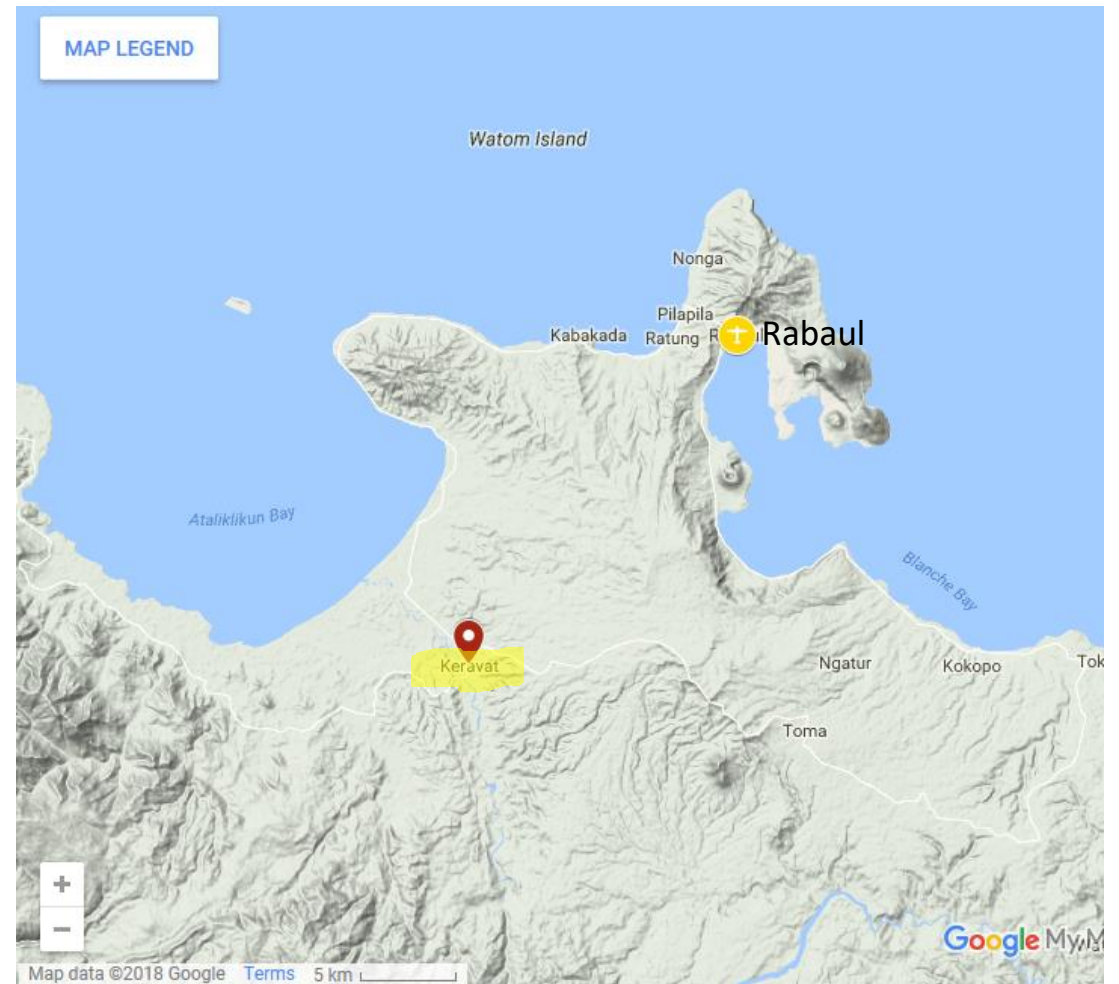 MAP LEGEND
Watom Island
Nonga
Pilapila
Kabakada
Ratung
Rabaul
Ataliklikun Bay
Blanche Bay
Keravat
Ngatur
Kokopo
Tok
Toma
+
−
Google My M
Map data ©2018 Google Terms 5 km